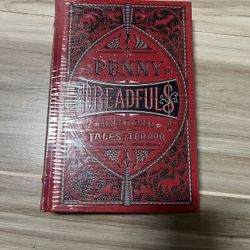 PENNY
DREADFULS
SENSATIONAL
TALES OF TERROR